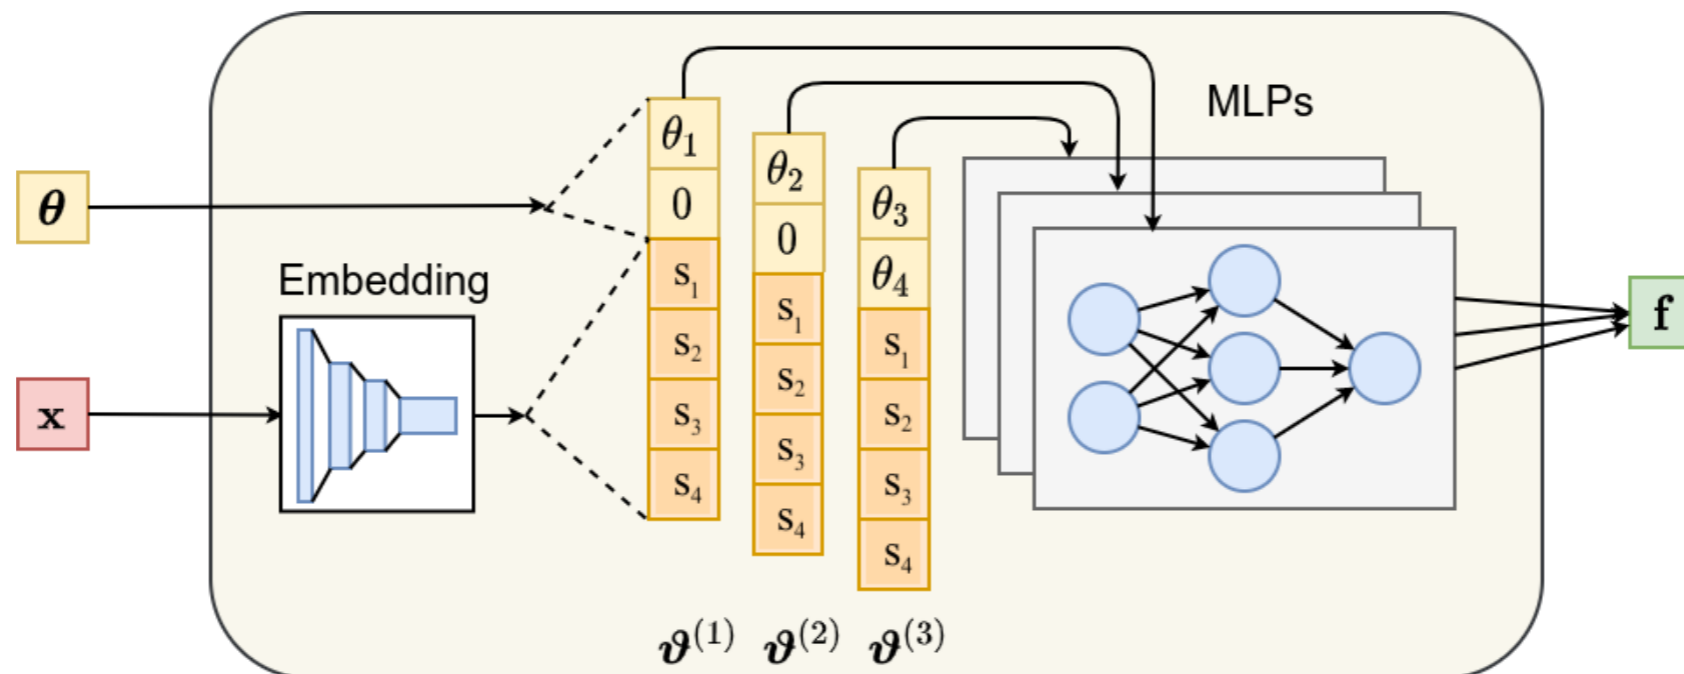 MLPs
θ
Embedding
x
θ₁
0
s₁
s₂
s₃
s₄
θ₂
0
s₁
s₂
s₃
s₄
θ₃
θ₄
s₁
s₂
s₃
s₄
f
ϑ⁽¹⁾ ϑ⁽²⁾ ϑ⁽³⁾